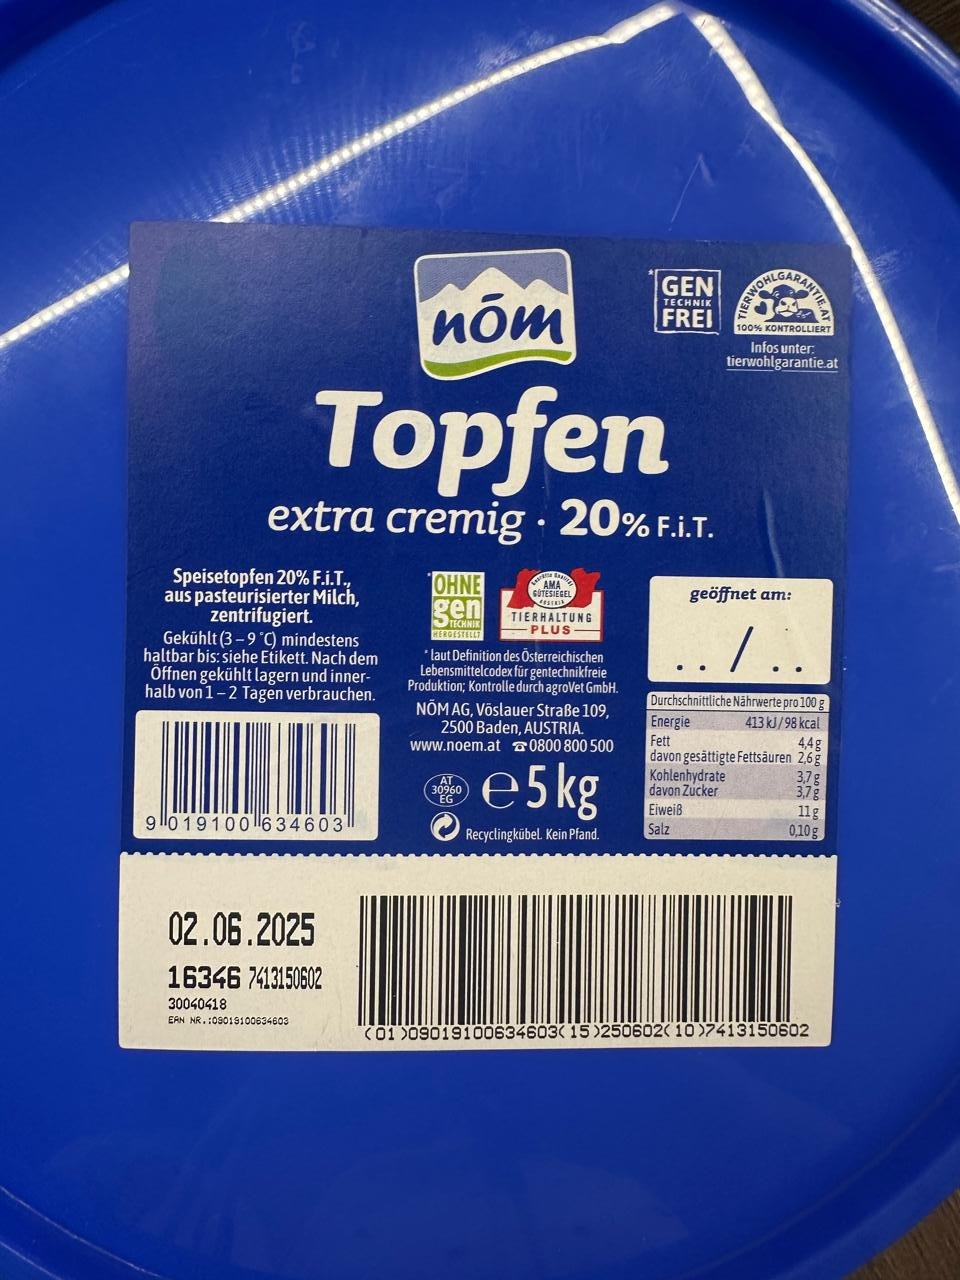 nōm
*GEN
TECHNIK
FREI
TIERWOHLGARANTIE.AT
100% KONTROLLIERT
Infos unter:
tierwohlgarantie.at
Topfen
extra cremig · 20% F.i.T.
Speisetopfen 20% F.i.T.,
aus pasteurisierter Milch,
zentrifugiert.
Gekühlt (3 – 9 °C) mindestens
haltbar bis: siehe Etikett. Nach dem
Öffnen gekühlt lagern und inner-
halb von 1 – 2 Tagen verbrauchen.
9 019100 634603
*OHNE
gen
TECHNIK
HERGESTELLT
AMA
GÜTESIEGEL
AUSTRIA
TIERHALTUNG
PLUS
* laut Definition des Österreichischen
Lebensmittelcodex für gentechnikfreie
Produktion; Kontrolle durch agroVet GmbH.
NÖM AG, Vöslauer Straße 109,
2500 Baden, AUSTRIA.
www.noem.at ☎0800 800 500
AT
30960
EG
℮ 5 kg
Recyclingkübel. Kein Pfand.
geöffnet am:
. . / . .
Durchschnittliche Nährwerte pro 100 g
Energie 413 kJ / 98 kcal
Fett 4,4 g
davon gesättigte Fettsäuren 2,6 g
Kohlenhydrate 3,7 g
davon Zucker 3,7 g
Eiweiß 11 g
Salz 0,10 g
02.06.2025
16346 7413150602
30040418
EAN NR.:09019100634603
(01)09019100634603(15)250602(10)7413150602